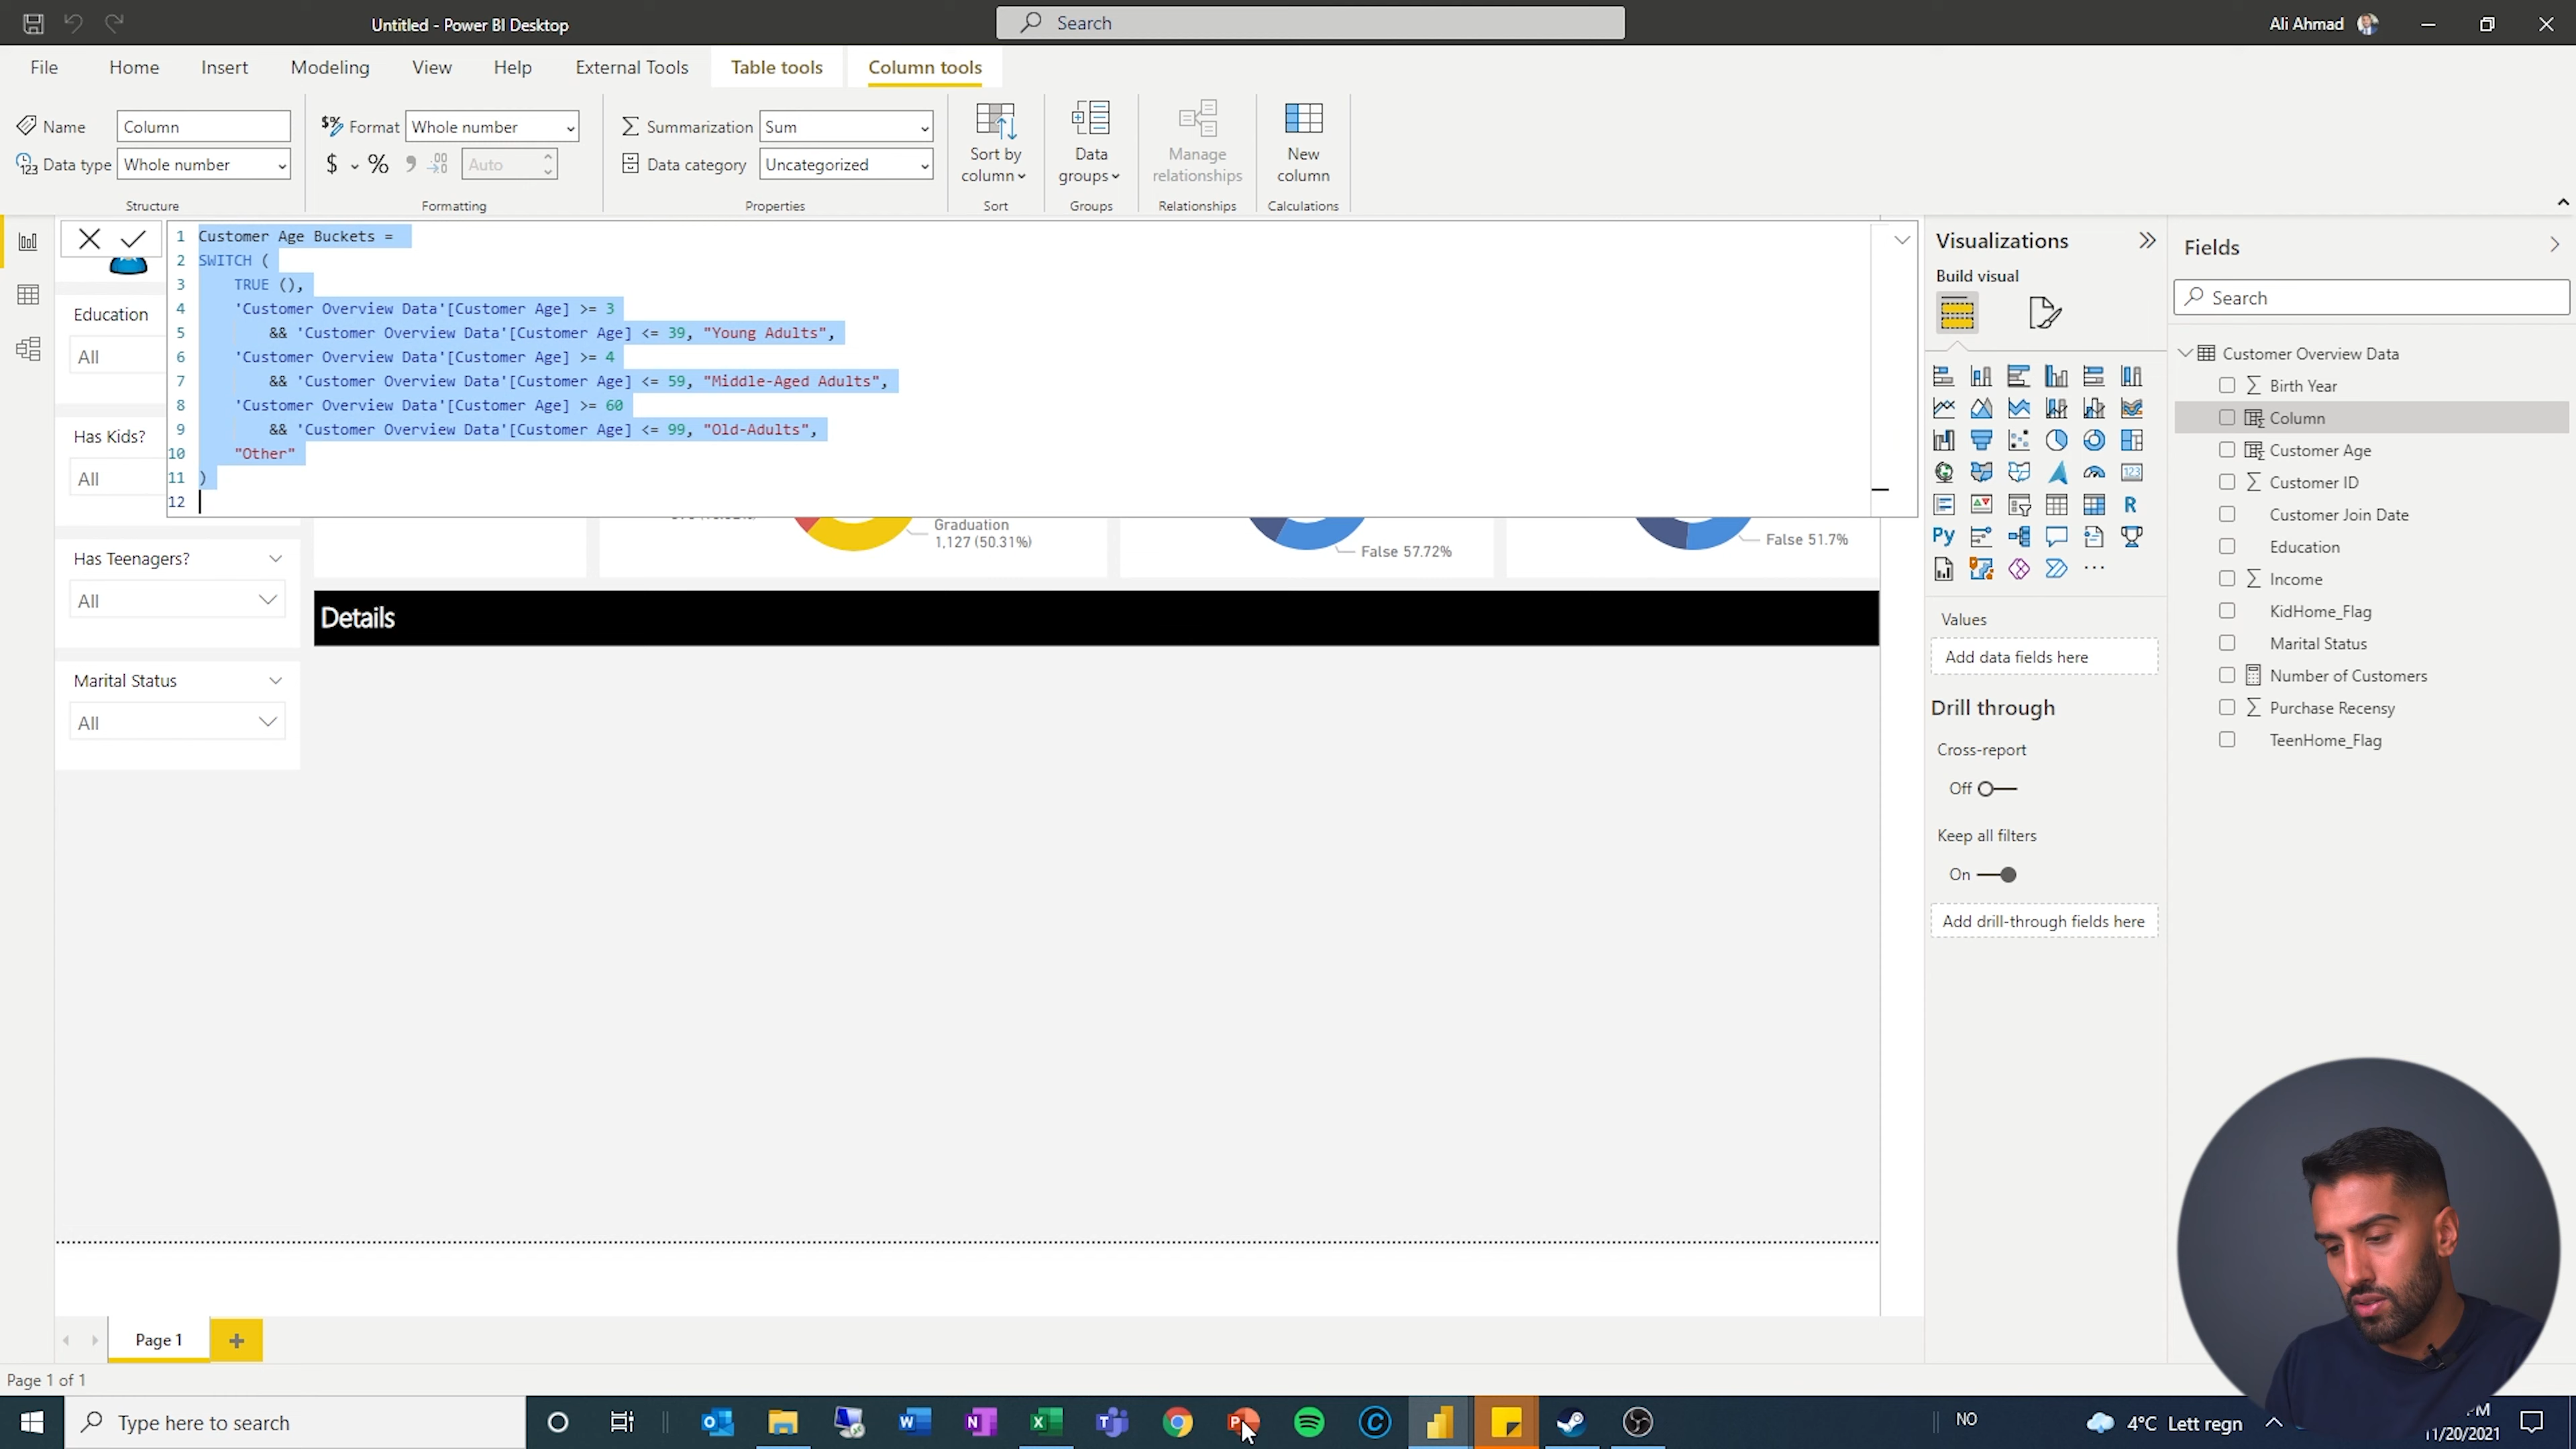 Untitled - Power BI Desktop
Search
Ali Ahmad
File
Home
Insert
Modeling
View
Help
External Tools
Table tools
Column tools
Name
Column
Data type
Whole number
Structure
Format
Whole number
$
%
Auto
Formatting
Summarization
Sum
Data category
Uncategorized
Properties
Sort by
column
Sort
Data
groups
Groups
Manage
relationships
Relationships
New
column
Calculations
1 Customer Age Buckets =
2 SWITCH (
3 TRUE (),
4 'Customer Overview Data'[Customer Age] >= 3
5 && 'Customer Overview Data'[Customer Age] <= 39, "Young Adults",
6 'Customer Overview Data'[Customer Age] >= 4
7 && 'Customer Overview Data'[Customer Age] <= 59, "Middle-Aged Adults",
8 'Customer Overview Data'[Customer Age] >= 60
9 && 'Customer Overview Data'[Customer Age] <= 99, "Old-Adults",
10 "Other"
11 )
12
Education
All
Has Kids?
All
Has Teenagers?
All
Marital Status
All
Graduation
1,127 (50.31%)
False 57.72%
False 51.7%
Details
Visualizations
Build visual
Values
Add data fields here
Drill through
Cross-report
Off
Keep all filters
On
Add drill-through fields here
Fields
Search
Customer Overview Data
Birth Year
Column
Customer Age
Customer ID
Customer Join Date
Education
Income
KidHome_Flag
Marital Status
Number of Customers
Purchase Recensy
TeenHome_Flag
Page 1
Page 1 of 1
Type here to search
NO
4°C Lett regn
11/20/2021